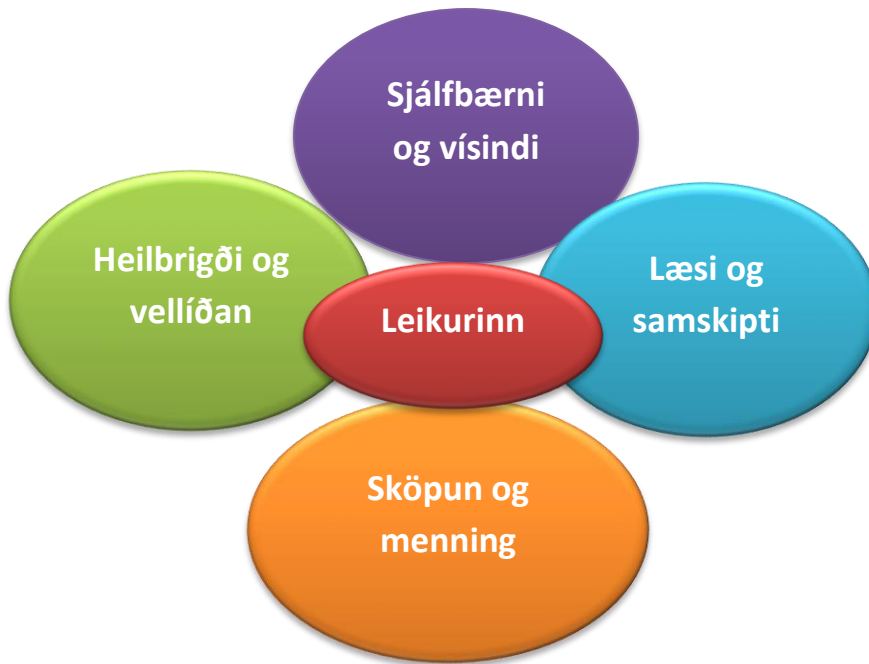 Sjálfbærni
og vísindi
Heilbrigði og
vellíðan
Læsi og
samskipti
Leikurinn
Sköpun og
menning